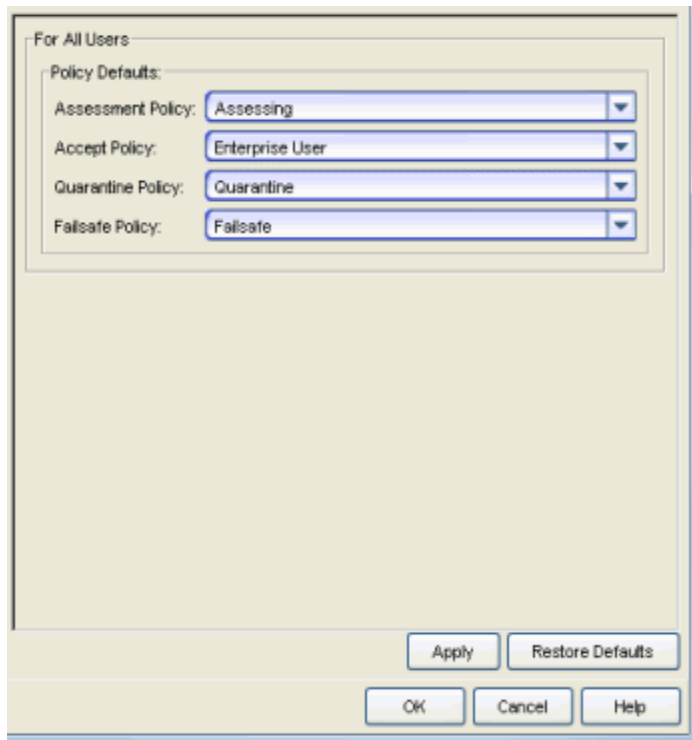 For All Users
Policy Defaults:
Assessment Policy: Assessing
Accept Policy: Enterprise User
Quarantine Policy: Quarantine
Failsafe Policy: Failsafe
Apply Restore Defaults
OK Cancel Help